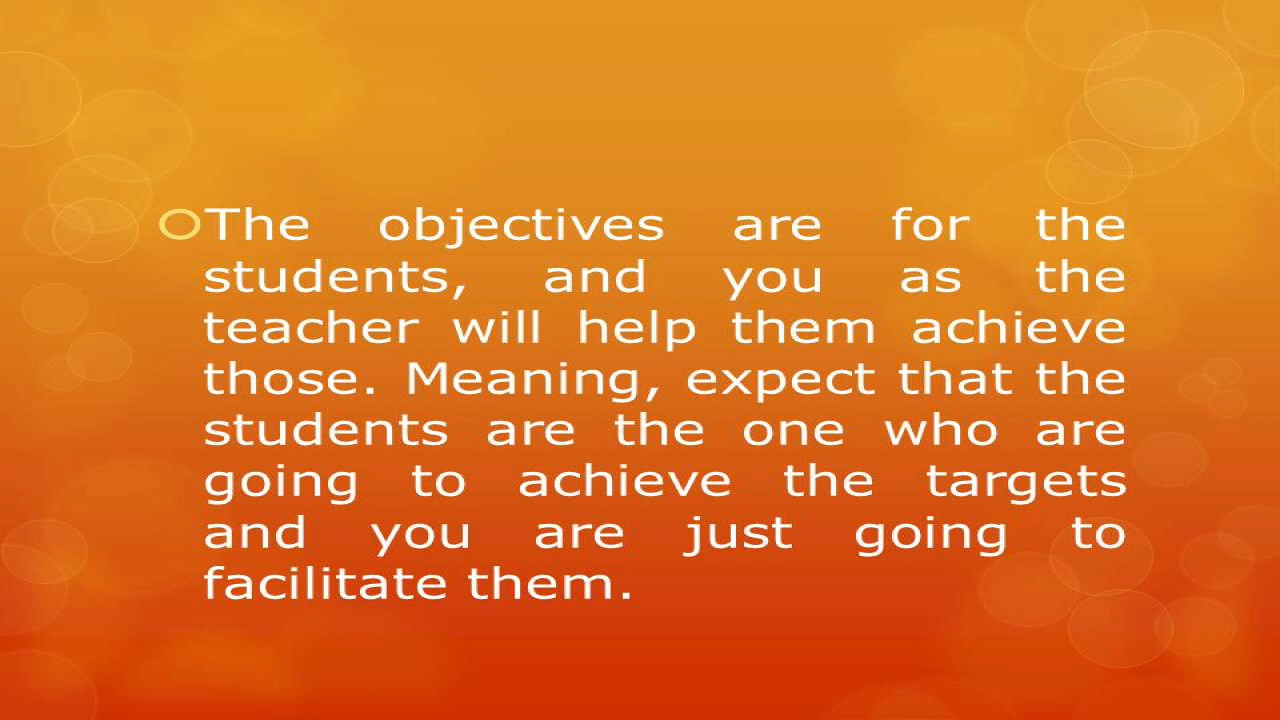 The objectives are for the
students, and you as the
teacher will help them achieve
those. Meaning, expect that the
students are the one who are
going to achieve the targets
and you are just going to
facilitate them.